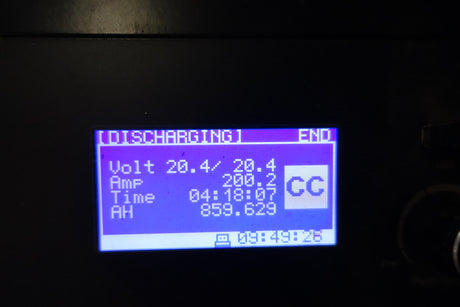 [DISCHARGING] END
Volt 20.4/ 20.4
Amp 200.2
Time 04:18:07
AH 859.629
CC
09:49:26